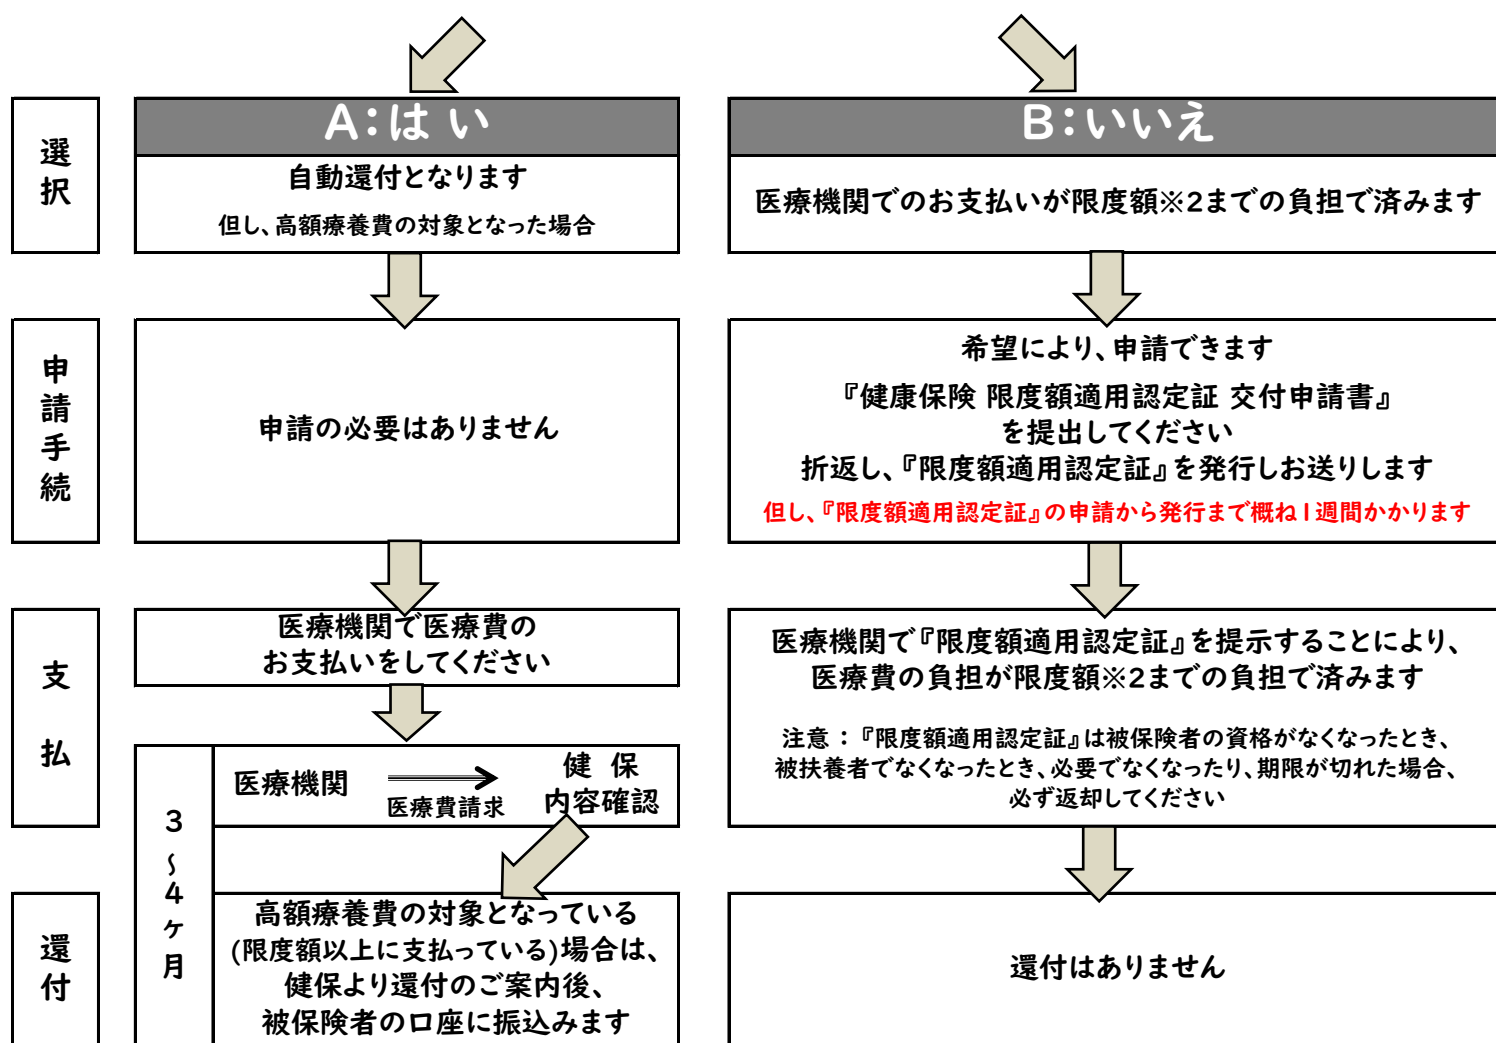 選択
A:はい
自動還付となります
但し、高額療養費の対象となった場合
B:いいえ
医療機関でのお支払いが限度額※2までの負担で済みます
申請手続
申請の必要はありません
希望により、申請できます
『健康保険 限度額適用認定証 交付申請書』
を提出してください
折返し、『限度額適用認定証』を発行しお送りします
但し、『限度額適用認定証』の申請から発行まで概ね1週間かかります
支払
医療機関で医療費の
お支払いをしてください
3~4ヶ月
医療機関
医療費請求
健保
内容確認
医療機関で『限度額適用認定証』を提示することにより、
医療費の負担が限度額※2までの負担で済みます
注意:『限度額適用認定証』は被保険者の資格がなくなったとき、
被扶養者でなくなったとき、必要でなくなったり、期限が切れた場合、
必ず返却してください
還付
高額療養費の対象となっている
(限度額以上に支払っている)場合は、
健保より還付のご案内後、
被保険者の口座に振込みます
還付はありません